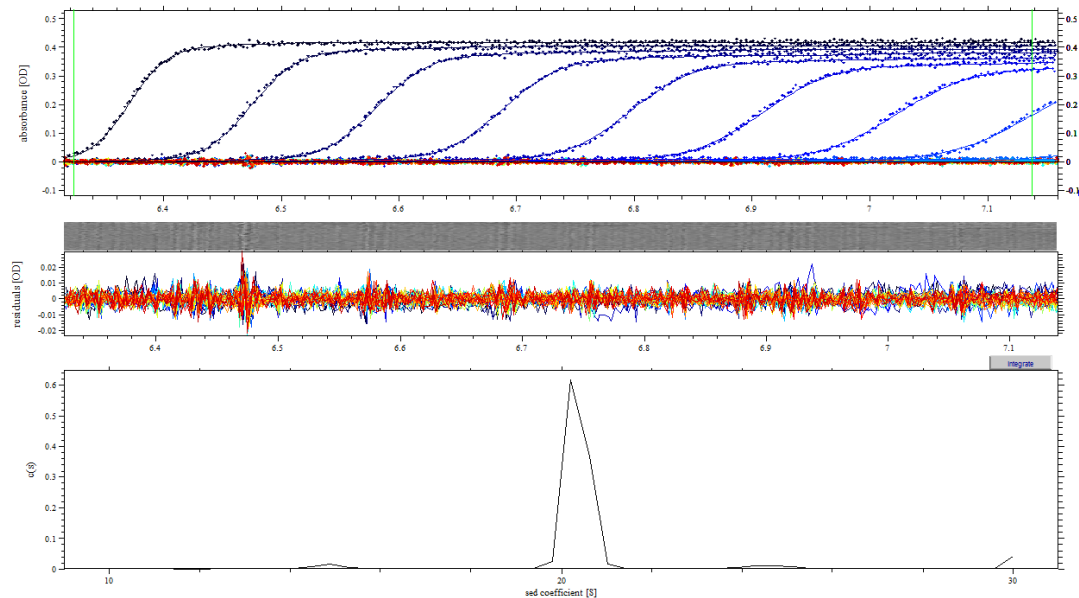 0.5 0.5
0.4 0.4
0.3 0.3
0.2 0.2
0.1 0.1
0 0
-0.1 -0.1
absorbance [OD]
6.4 6.5 6.6 6.7 6.8 6.9 7 7.1
0.02
0.01
0
-0.01
-0.02
residuals [OD]
6.4 6.5 6.6 6.7 6.8 6.9 7 7.1
Integrate
0.6
0.5
0.4
0.3
0.2
0.1
0
c(s)
10 20 30
sed coefficient [S]